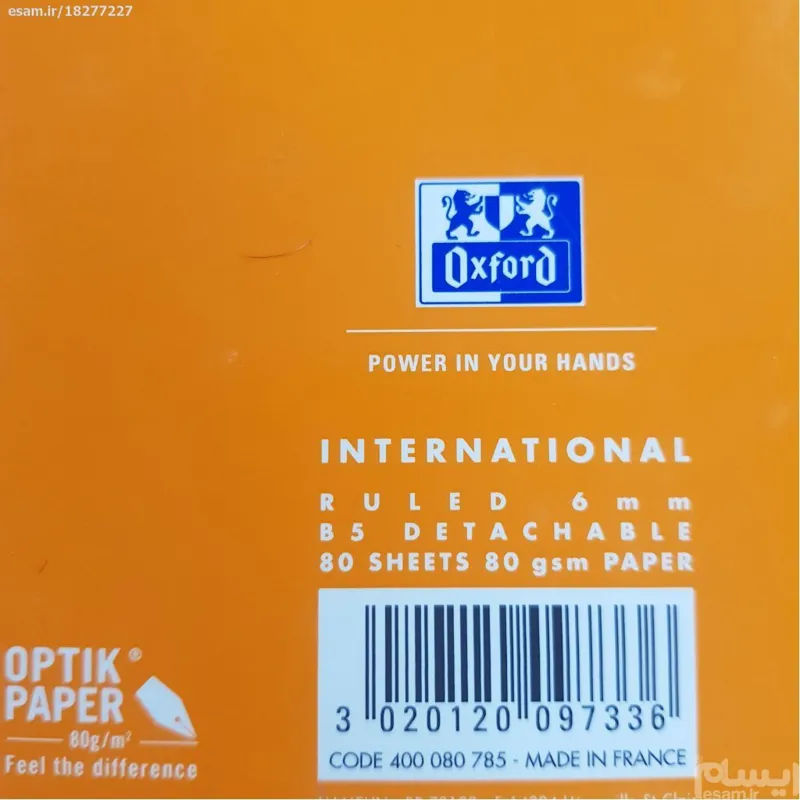 esam.ir/18277227
Oxford
POWER IN YOUR HANDS
INTERNATIONAL
RULED 6mm
B5 DETACHABLE
80 SHEETS 80 gsm PAPER
3 020120 097336
CODE 400 080 785 - MADE IN FRANCE
OPTIK®
PAPER
80g/m²
Feel the difference
ایسام
esam.ir